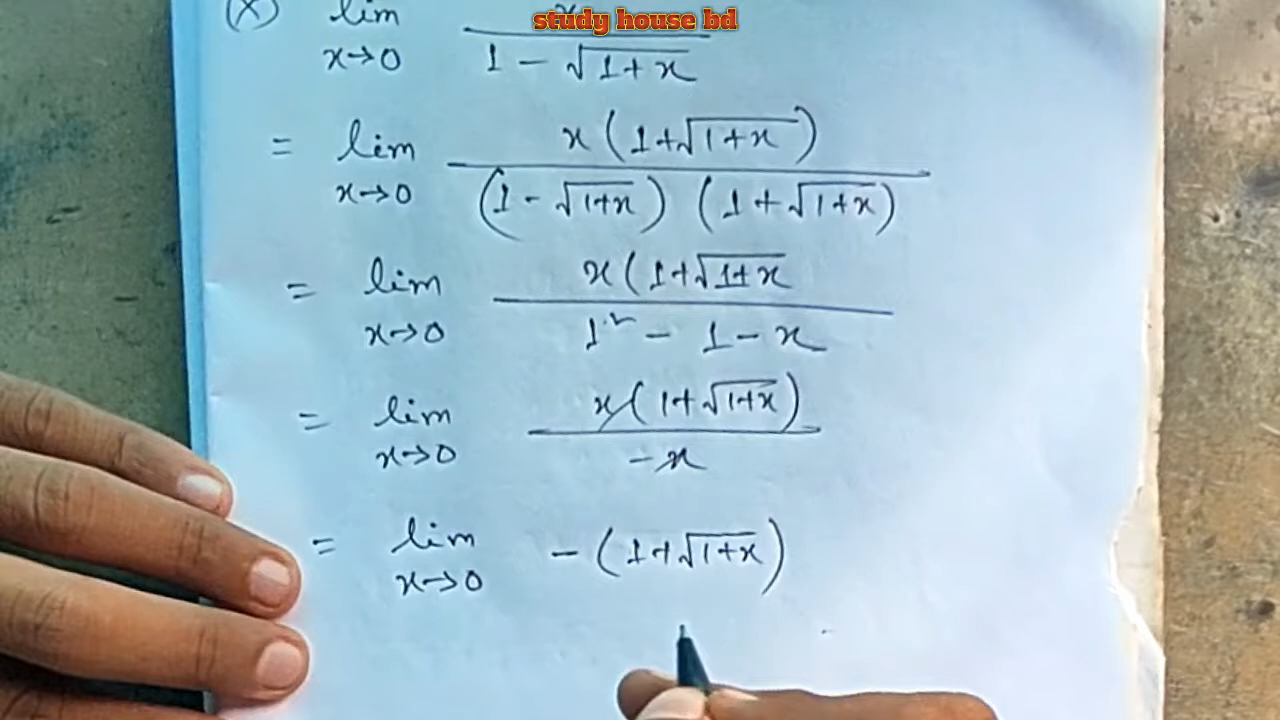 study house bd
(x) lim x→0 x / 1 - √1+x
= lim x→0 x(1+√1+x) / (1-√1+x) (1+√1+x)
= lim x→0 x(1+√1+x / 1² - 1 - x
= lim x→0 x(1+√1+x) / -x
= lim x→0 -(1+√1+x)